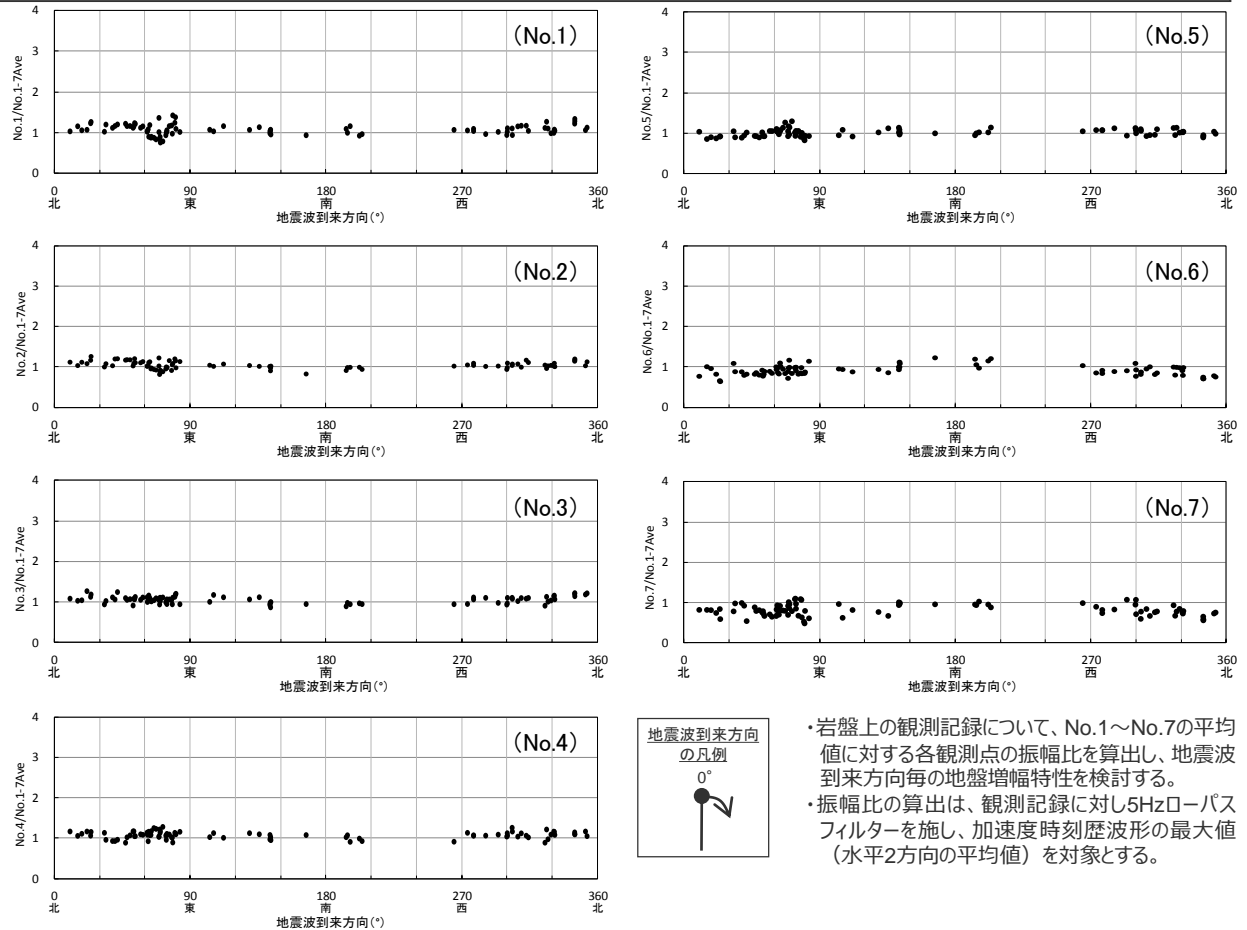 (No.1)
No.1/No.1-7Ave
4
3
2
1
0
0 90 180 270 360
北 東 南 西 北
地震波到来方向(°)
(No.2)
No.2/No.1-7Ave
4
3
2
1
0
0 90 180 270 360
北 東 南 西 北
地震波到来方向(°)
(No.3)
No.3/No.1-7Ave
4
3
2
1
0
0 90 180 270 360
北 東 南 西 北
地震波到来方向(°)
(No.4)
No.4/No.1-7Ave
4
3
2
1
0
0 90 180 270 360
北 東 南 西 北
地震波到来方向(°)
(No.5)
No.5/No.1-7Ave
4
3
2
1
0
0 90 180 270 360
北 東 南 西 北
地震波到来方向(°)
(No.6)
No.6/No.1-7Ave
4
3
2
1
0
0 90 180 270 360
北 東 南 西 北
地震波到来方向(°)
(No.7)
No.7/No.1-7Ave
4
3
2
1
0
0 90 180 270 360
北 東 南 西 北
地震波到来方向(°)
地震波到来方向
の凡例
0°
・岩盤上の観測記録について、No.1～No.7の平均
値に対する各観測点の振幅比を算出し、地震波
到来方向毎の地盤増幅特性を検討する。
・振幅比の算出は、観測記録に対し5Hzローパス
フィルターを施し、加速度時刻歴波形の最大値
（水平2方向の平均値）を対象とする。